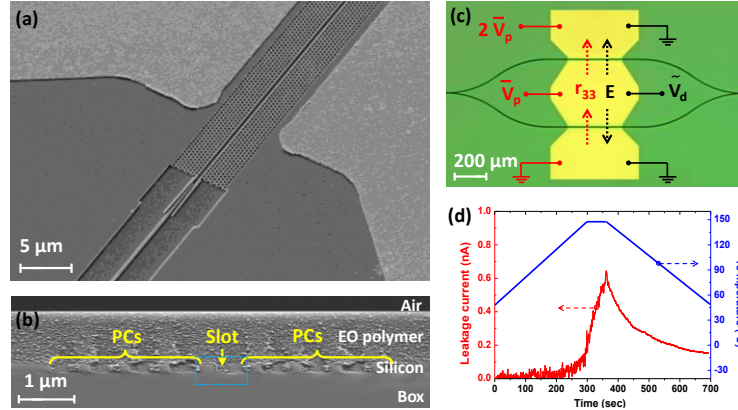 (a)
5 µm
(b)
Air
PCs
Slot
PCs
EO polymer
Silicon
1 µm
Box
(c)
2 V̅p
V̅p
r33
E
Ṽd
200 µm
(d)
Leakage current (nA)
1.0
0.8
0.6
0.4
0.2
0.0
150
120
90
60
30
0
-30
0 100 200 300 400 500 600 700
Time (sec)